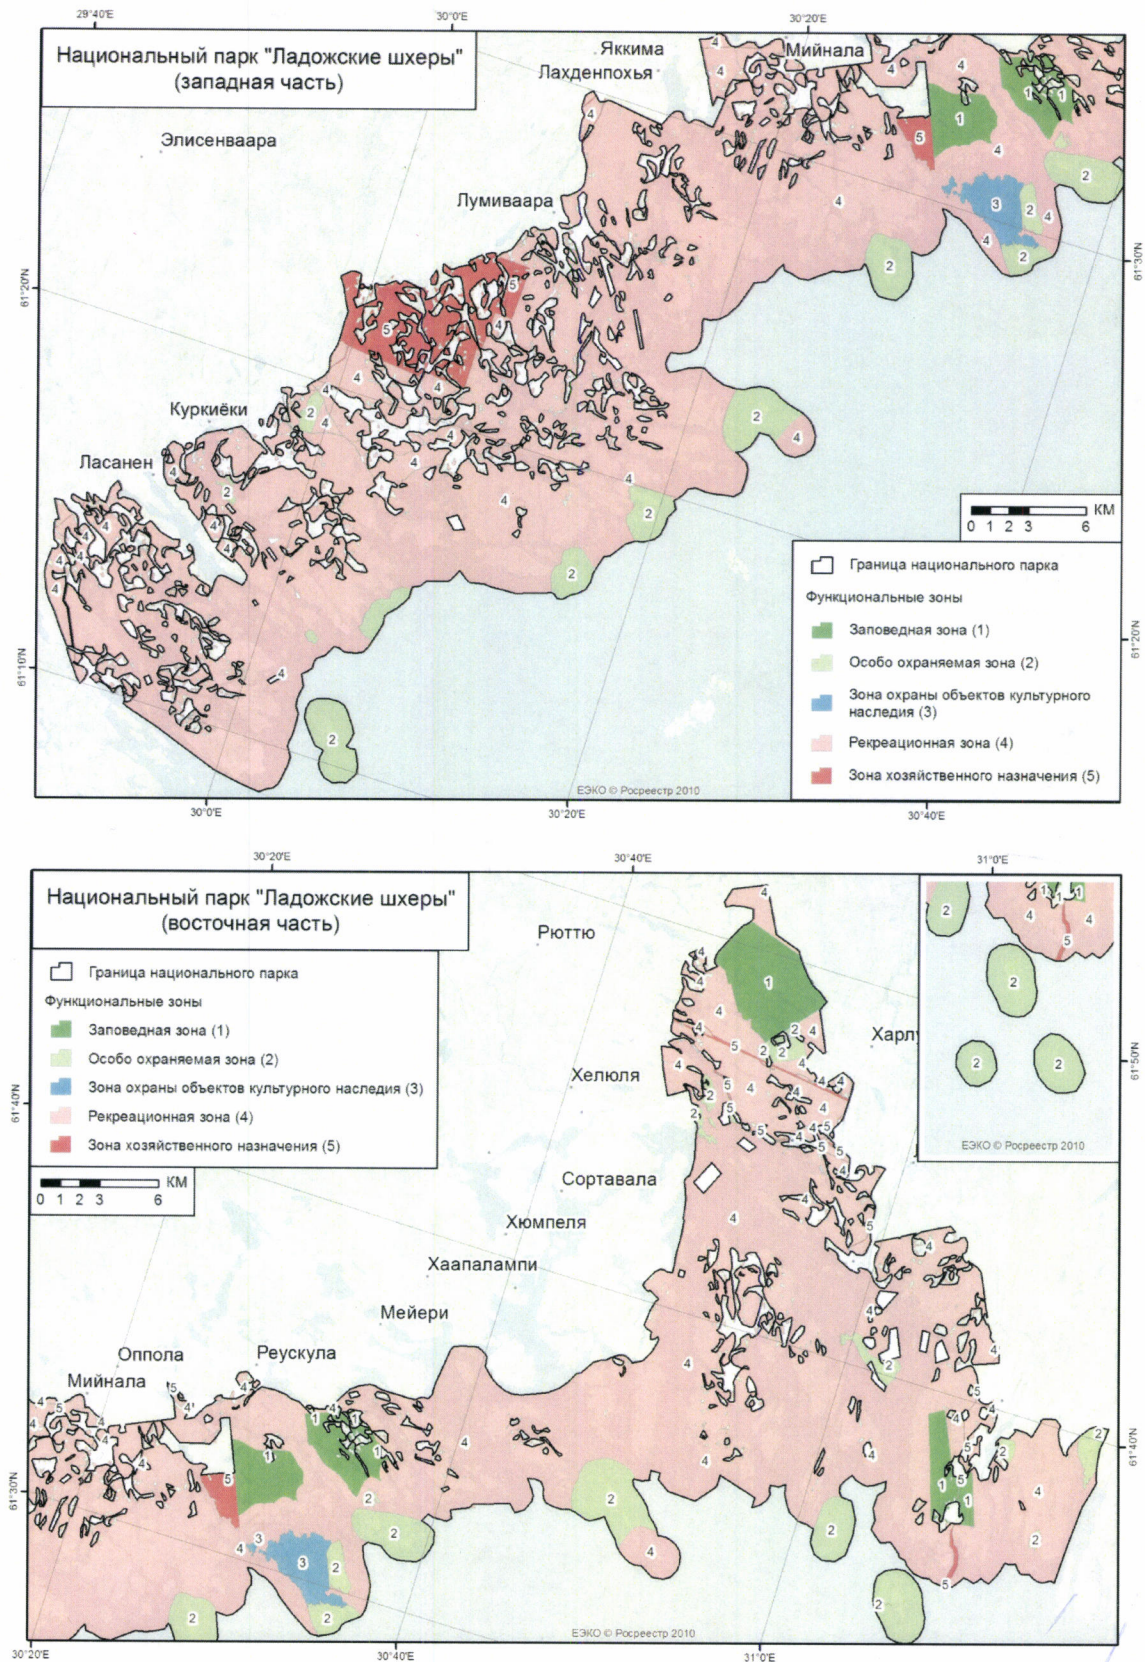 29°40'E
30°0'E
30°20'E
Национальный парк "Ладожские шхеры"
(западная часть)
Яккима
Мийнала
Лахденпохья
Элисенваара
Лумиваара
61°20'N
61°30'N
Куркиёки
Ласанен
КМ
0 1 2 3 6
Граница национального парка
Функциональные зоны
Заповедная зона (1)
Особо охраняемая зона (2)
Зона охраны объектов культурного
наследия (3)
Рекреационная зона (4)
Зона хозяйственного назначения (5)
61°10'N
61°20'N
ЕЭКО © Росреестр 2010
30°0'E
30°20'E
30°40'E
30°20'E
30°40'E
31°0'E
Национальный парк "Ладожские шхеры"
(восточная часть)
Граница национального парка
Функциональные зоны
Заповедная зона (1)
Особо охраняемая зона (2)
Зона охраны объектов культурного наследия (3)
Рекреационная зона (4)
Зона хозяйственного назначения (5)
КМ
0 1 2 3 6
Рюттю
Харлу
Хелюля
61°40'N
61°50'N
ЕЭКО © Росреестр 2010
Сортавала
Хюмпеля
Хаапалампи
Мейери
Реускула
Оппола
Мийнала
61°30'N
61°40'N
ЕЭКО © Росреестр 2010
30°20'E
30°40'E
31°0'E